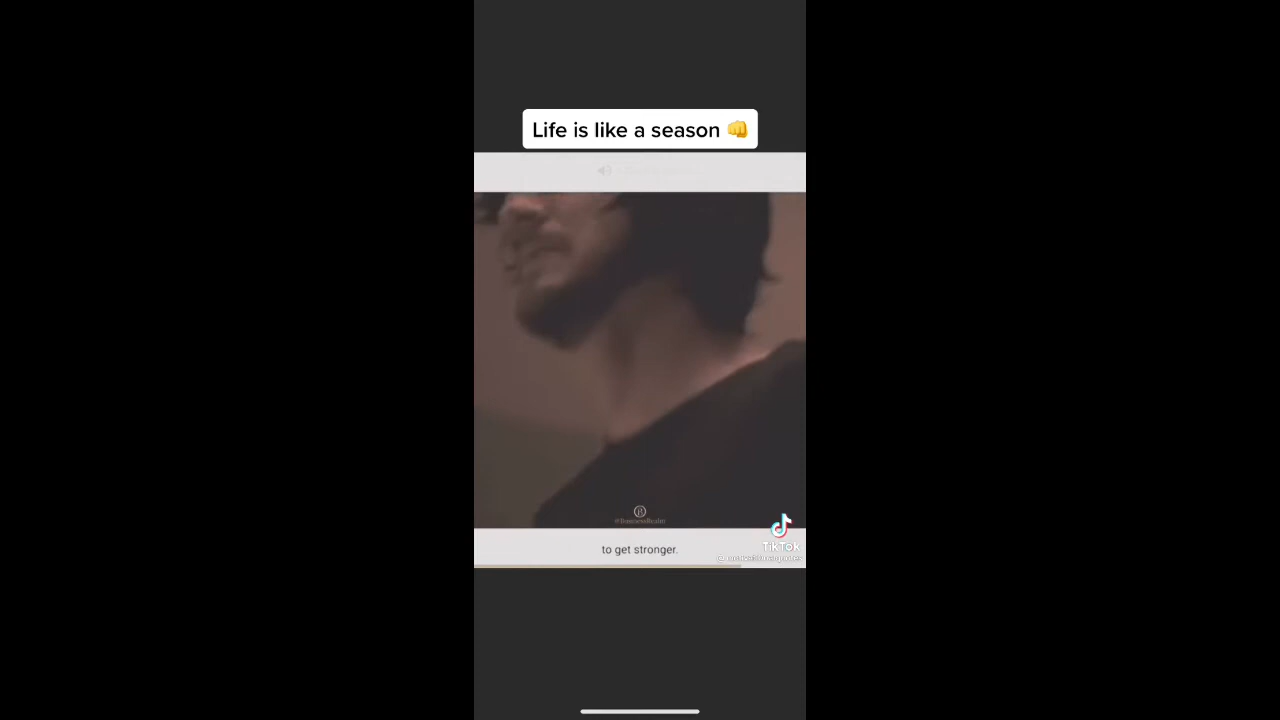 Life is like a season 👊
to get stronger.
TikTok